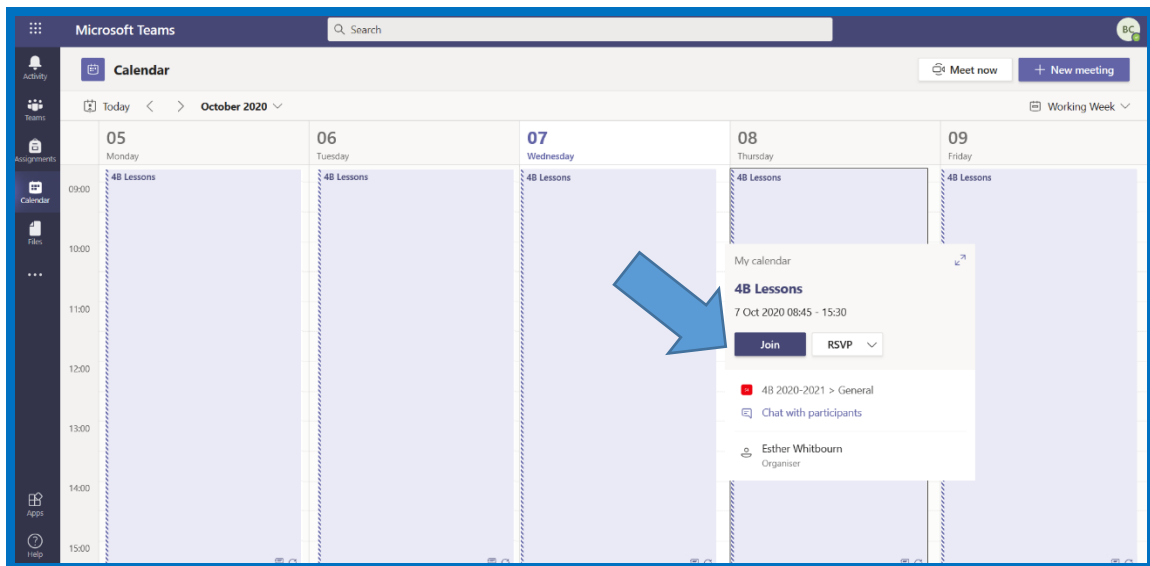 Microsoft Teams
Search
BC
Activity
Teams
Assignments
Calendar
Files
...
Apps
Help
Calendar
Meet now
+ New meeting
Today < > October 2020
Working Week
05
Monday
06
Tuesday
07
Wednesday
08
Thursday
09
Friday
09:00
10:00
11:00
12:00
13:00
14:00
15:00
4B Lessons
4B Lessons
4B Lessons
4B Lessons
4B Lessons
My calendar
4B Lessons
7 Oct 2020 08:45 - 15:30
Join
RSVP
4B 2020-2021 > General
Chat with participants
Esther Whitbourn
Organiser